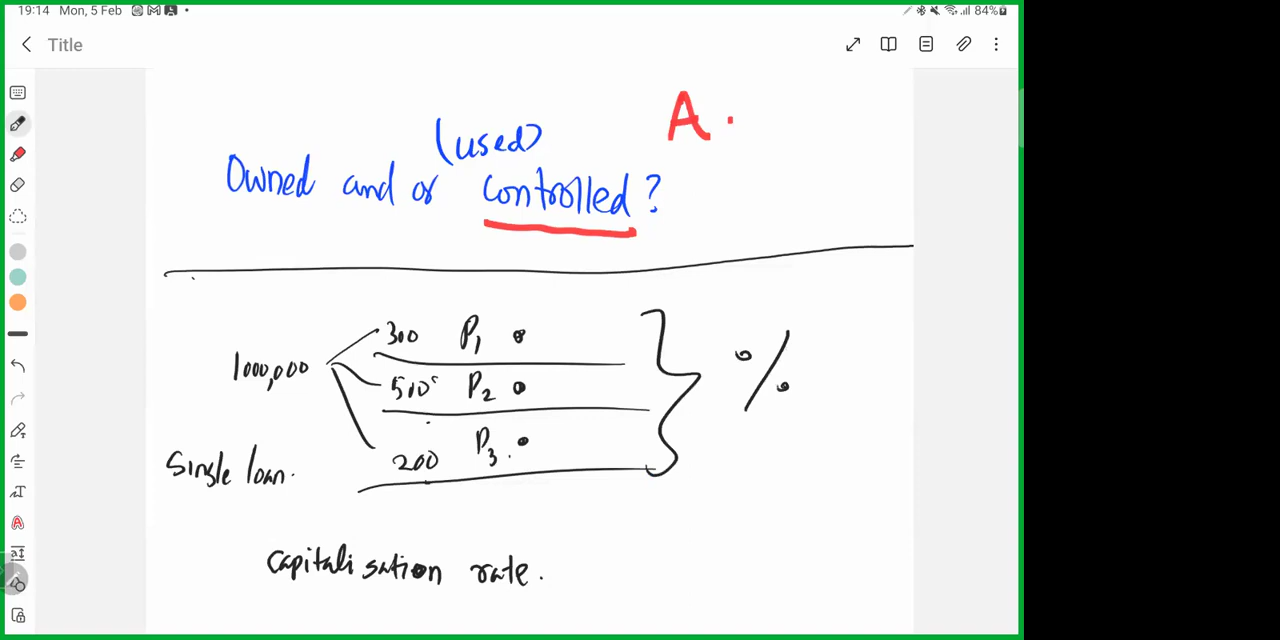 19:14 Mon, 5 Feb
84%
Title
A.
(used)
Owned and or controlled?
300 P1
1000,000
500 P2 %
P3.
200
Single loan.
Capitalisation rate.